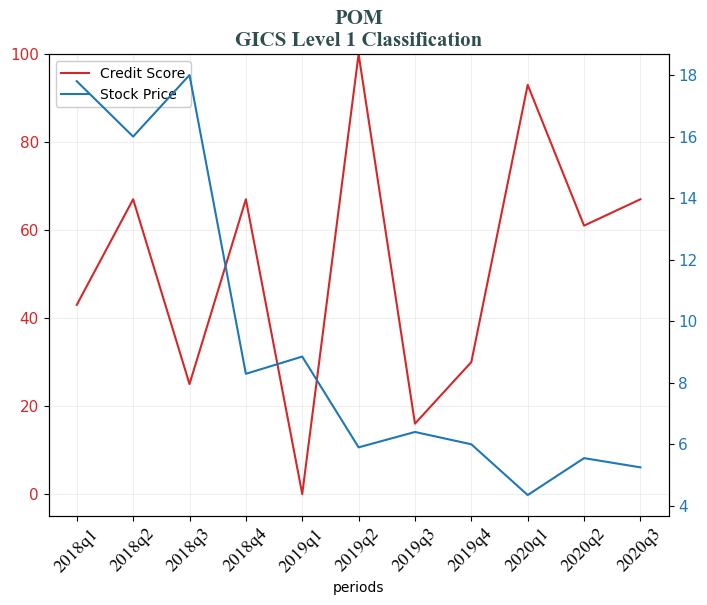 POM
GICS Level 1 Classification
Credit Score
Stock Price
100
80
60
40
20
0
18
16
14
12
10
8
6
4
2018q1
2018q2
2018q3
2018q4
2019q1
2019q2
2019q3
2019q4
2020q1
2020q2
2020q3
periods